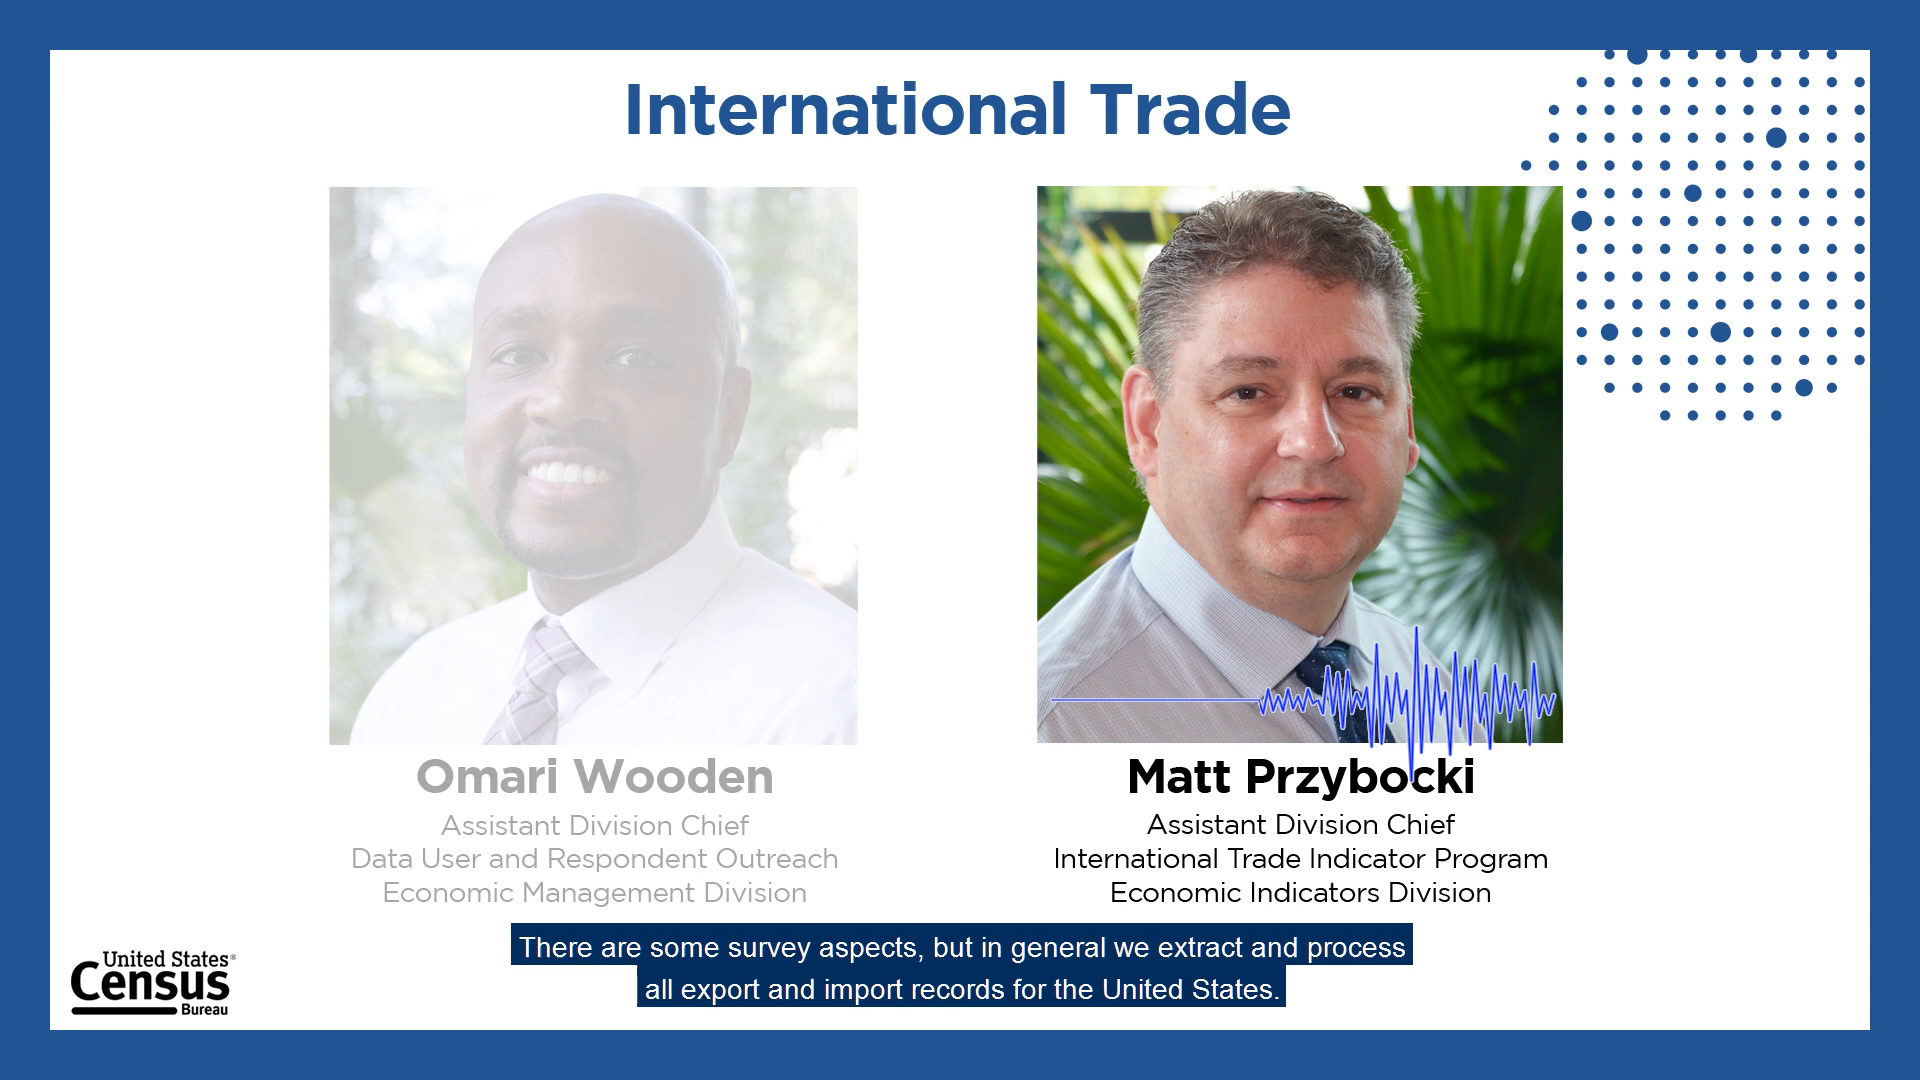 International Trade
Omari Wooden
Assistant Division Chief
Data User and Respondent Outreach
Economic Management Division
Matt Przybocki
Assistant Division Chief
International Trade Indicator Program
Economic Indicators Division
There are some survey aspects, but in general we extract and process
all export and import records for the United States.
United States®
Census
Bureau